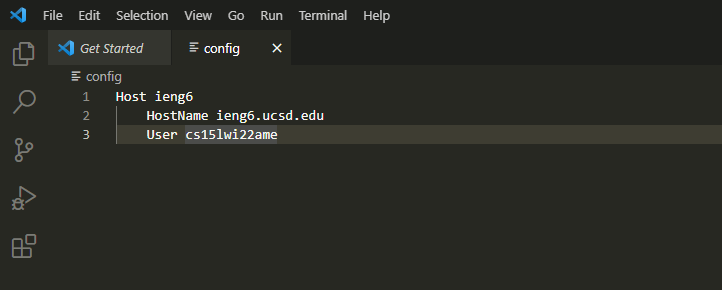 File Edit Selection View Go Run Terminal Help
Get Started config
config
1 Host ieng6
2 HostName ieng6.ucsd.edu
3 User cs15lwi22ame